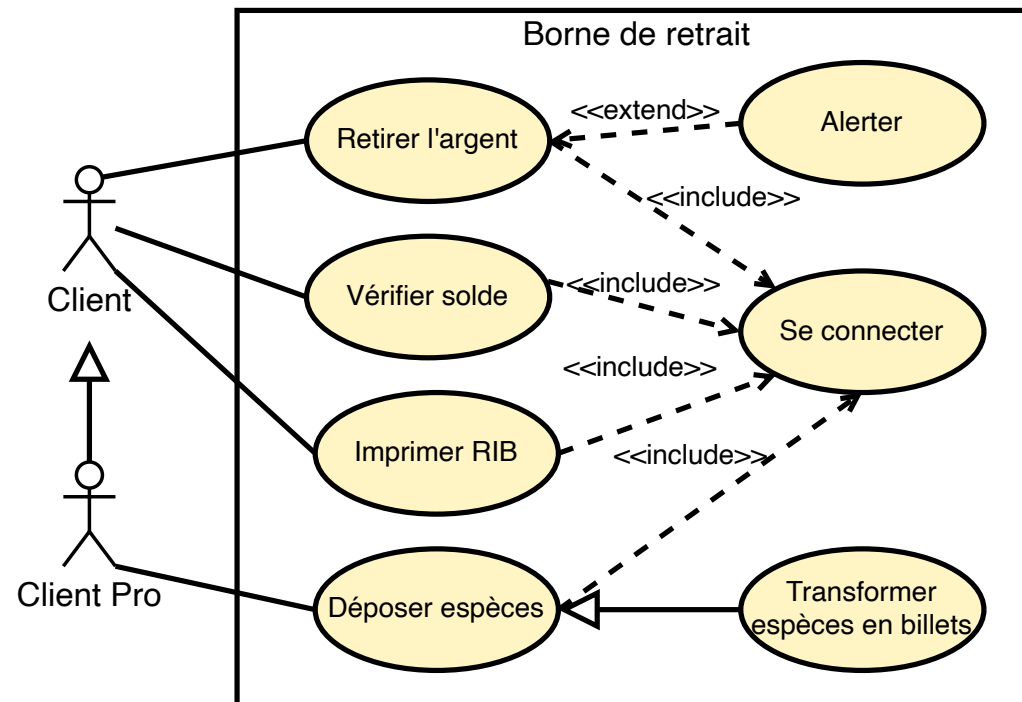 Borne de retrait
<<extend>>
Alerter
Retirer l'argent
<<include>>
Client
Vérifier solde
<<include>>
Se connecter
<<include>>
Imprimer RIB
<<include>>
Client Pro
Déposer espèces
Transformer
espèces en billets